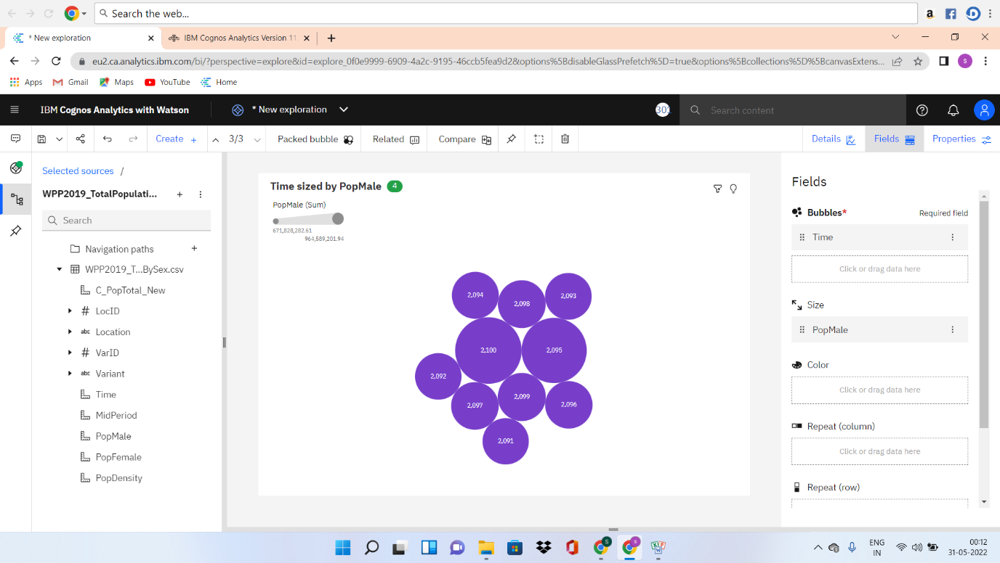 Search the web...
a
* New exploration
IBM Cognos Analytics Version 11
eu2.ca.analytics.ibm.com/bi/?perspective=explore&id=explore_0f0e9999-6909-4a2c-9195-46ccb5fea9d2&options%5BdisableGlassPrefetch%5D=true&options%5Bcollections%5D%5BcanvasExtens...
S
Apps
Gmail
Maps
YouTube
Home
IBM Cognos Analytics with Watson
* New exploration
301
Search content
Create
3/3
Packed bubble
Related
Compare
Details
Fields
Properties
Selected sources /
WPP2019_TotalPopulati...
Search
Navigation paths
WPP2019_T...BySex.csv
C_PopTotal_New
# LocID
abc Location
# VarID
abc Variant
Time
MidPeriod
PopMale
PopFemale
PopDensity
Time sized by PopMale 4
PopMale (Sum)
671,828,282.61
964,589,201.94
2,094
2,098
2,093
2,100
2,095
2,092
2,097
2,099
2,096
2,091
Fields
Bubbles* Required field
Time
Click or drag data here
Size
PopMale
Color
Click or drag data here
Repeat (column)
Click or drag data here
Repeat (row)
ENG
IN
00:12
31-05-2022